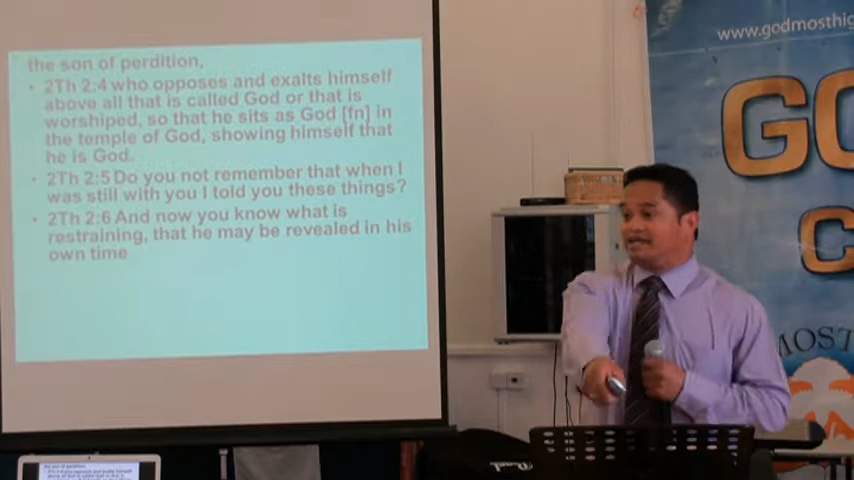 the son of perdition,
• 2Th 2:4 who opposes and exalts himself
above all that is called God or that is
worshiped, so that he sits as God [fn] in
the temple of God, showing himself that
he is God.
• 2Th 2:5 Do you not remember that when I
was still with you I told you these things?
• 2Th 2:6 And now you know what is
restraining, that he may be revealed in his
own time
www.godmosthig
GO
C
MOST